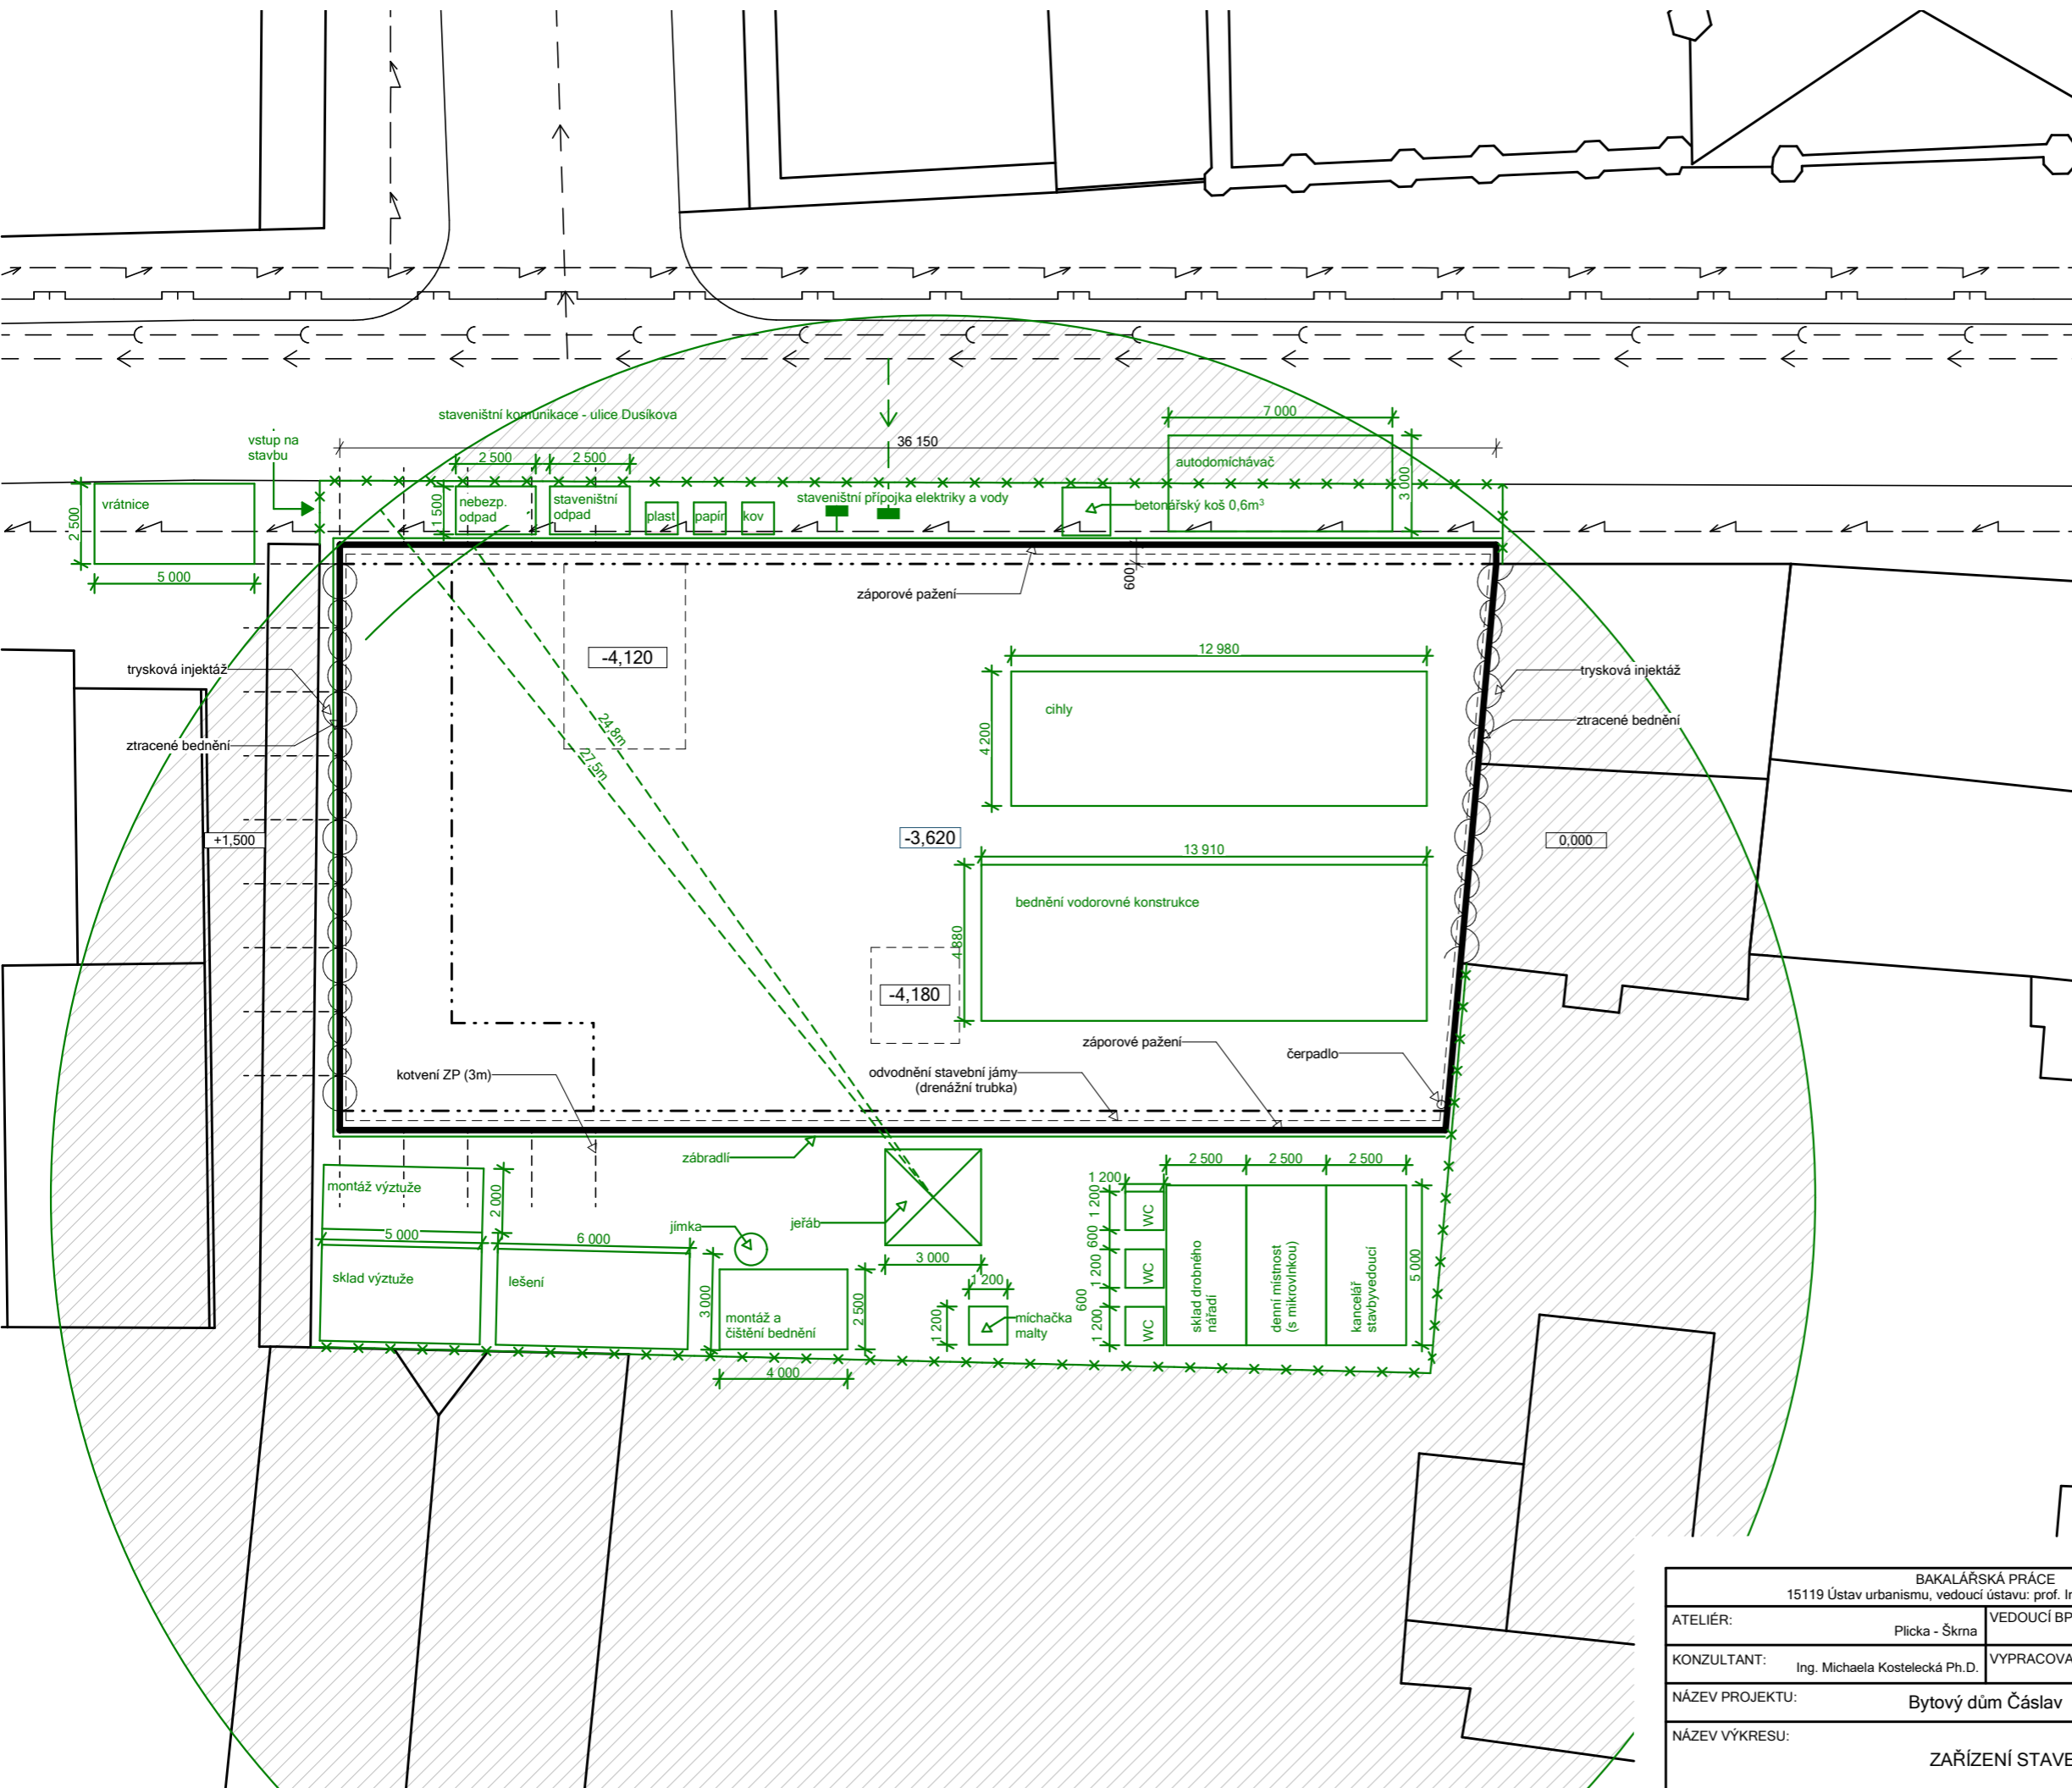 staveništní komunikace - ulice Dusíkova
7 000
vstup na
stavbu
36 150
2 500
2 500
autodomíchávač
3 000
vrátnice
2 500
5 000
1 500
nebezp.
odpad
staveništní
odpad
plast
papír
kov
staveništní přípojka elektriky a vody
betonářský koš 0,6m³
600
záporové pažení
-4,120
12 980
trysková injektáž
trysková injektáž
cihly
24,8m
ztracené bednění
ztracené bednění
4 200
27,5m
+1,500
-3,620
0,000
13 910
bednění vodorovné konstrukce
4 880
-4,180
záporové pažení
čerpadlo
kotvení ZP (3m)
odvodnění stavební jámy
(drenážní trubka)
zábradlí
2 500
2 500
2 500
montáž výztuže
2 000
1 200
1 200
600
1 200
600
1 200
WC
WC
WC
jímka
jeřáb
5 000
6 000
3 000
sklad výztuže
lešení
3 000
montáž a
čištění bednění
2 500
4 000
1 200
1 200
míchačka
malty
sklad drobného
nářadí
denní místnost
(s mikrovlnkou)
kancelář
stavbyvedoucí
5 000
BAKALÁŘSKÁ PRÁCE
15119 Ústav urbanismu, vedoucí ústavu: prof. In
ATELIÉR:
Plicka - Škrna
VEDOUCÍ BP
KONZULTANT:
Ing. Michaela Kostelecká Ph.D.
VYPRACOVA
NÁZEV PROJEKTU:
Bytový dům Čáslav
NÁZEV VÝKRESU:
ZAŘÍZENÍ STAVE